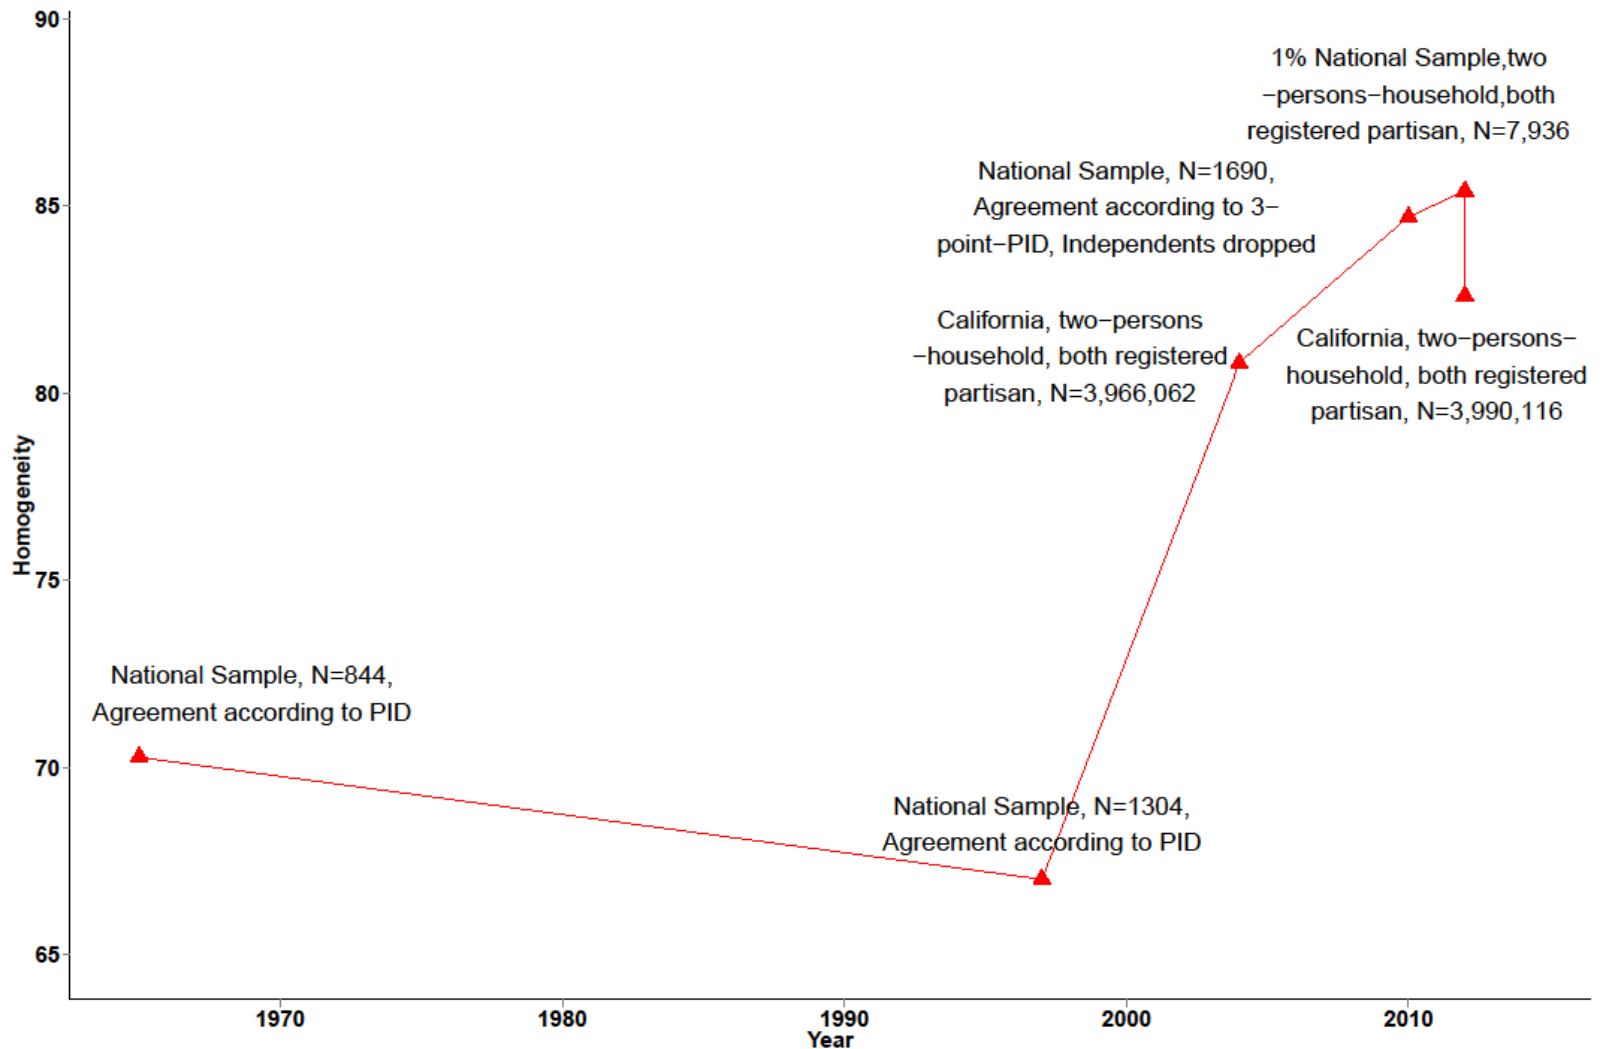 90
1% National Sample,two
−persons−household,both
registered partisan, N=7,936
National Sample, N=1690,
Agreement according to 3−
point−PID, Independents dropped
85
California, two−persons
−household, both registered
partisan, N=3,966,062
California, two−persons−
household, both registered
partisan, N=3,990,116
80
Homogeneity
75
National Sample, N=844,
Agreement according to PID
70
National Sample, N=1304,
Agreement according to PID
65
1970 1980 1990 2000 2010
Year